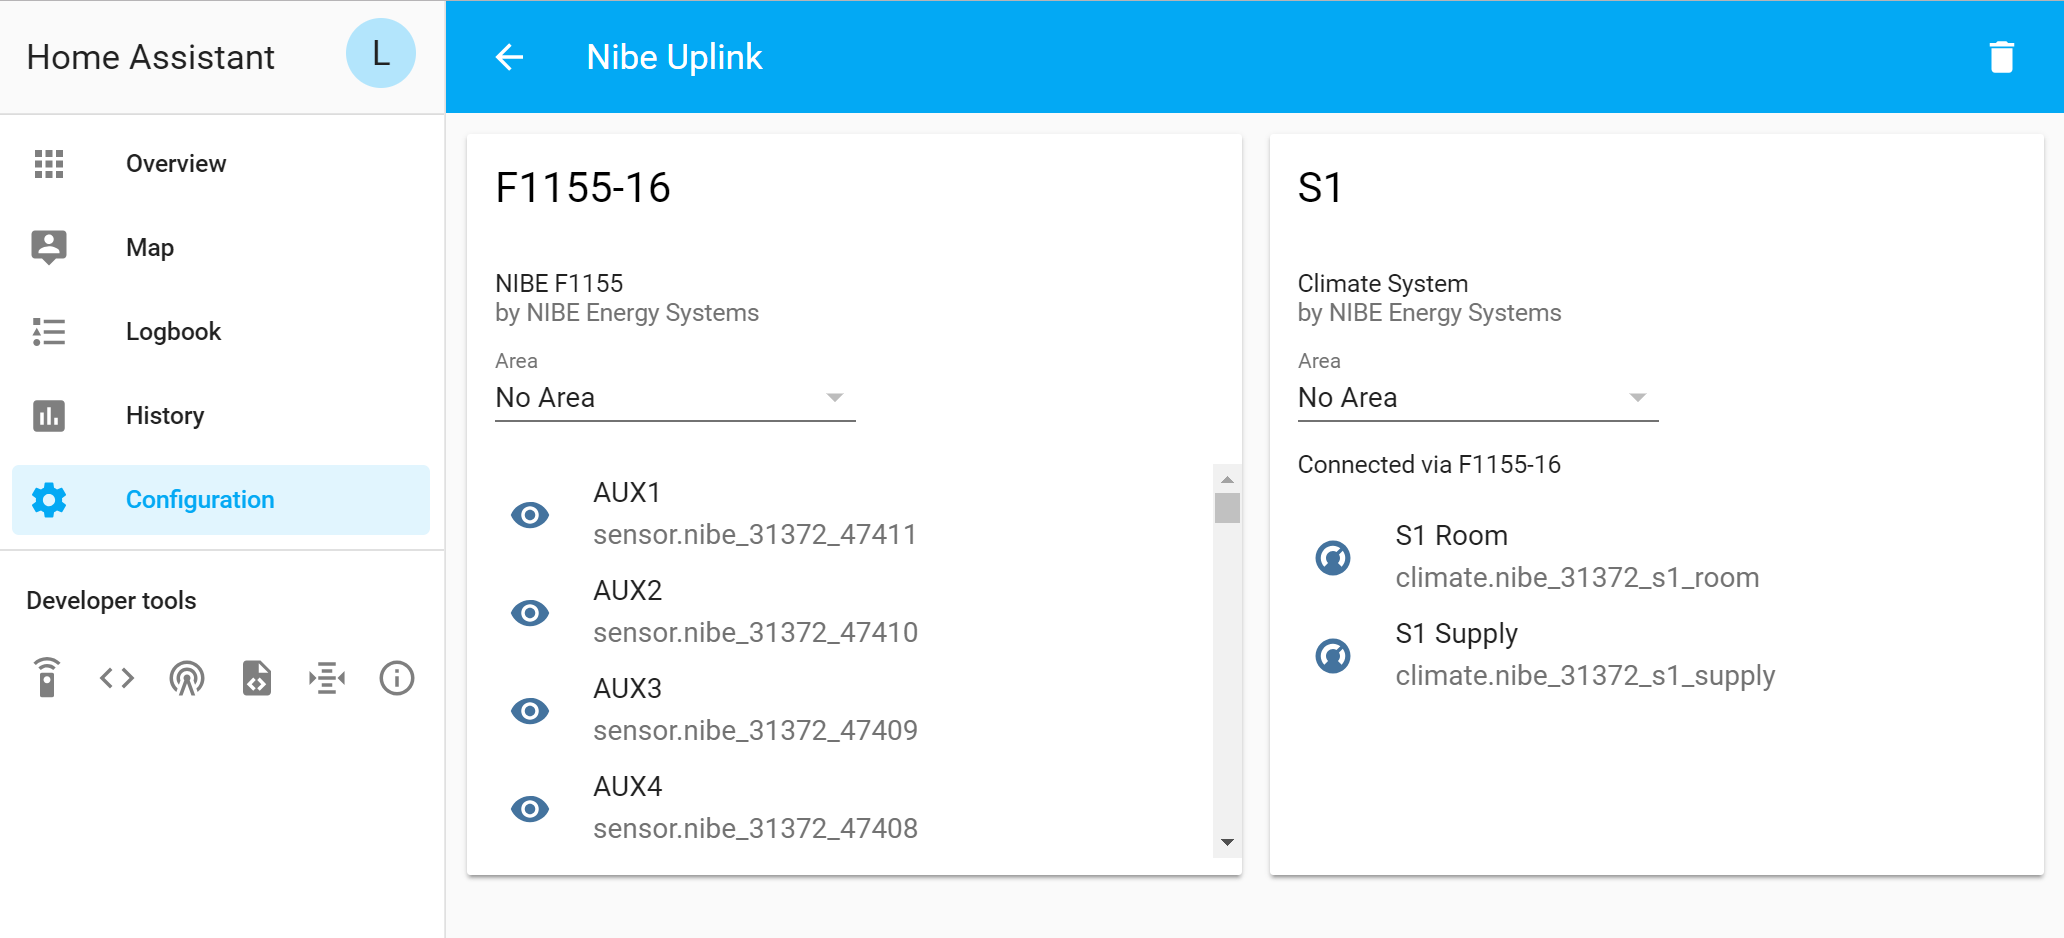 Home Assistant
L
Overview
Map
Logbook
History
Configuration
Developer tools
Nibe Uplink
F1155-16
NIBE F1155
by NIBE Energy Systems
Area
No Area
AUX1
sensor.nibe_31372_47411
AUX2
sensor.nibe_31372_47410
AUX3
sensor.nibe_31372_47409
AUX4
sensor.nibe_31372_47408
S1
Climate System
by NIBE Energy Systems
Area
No Area
Connected via F1155-16
S1 Room
climate.nibe_31372_s1_room
S1 Supply
climate.nibe_31372_s1_supply